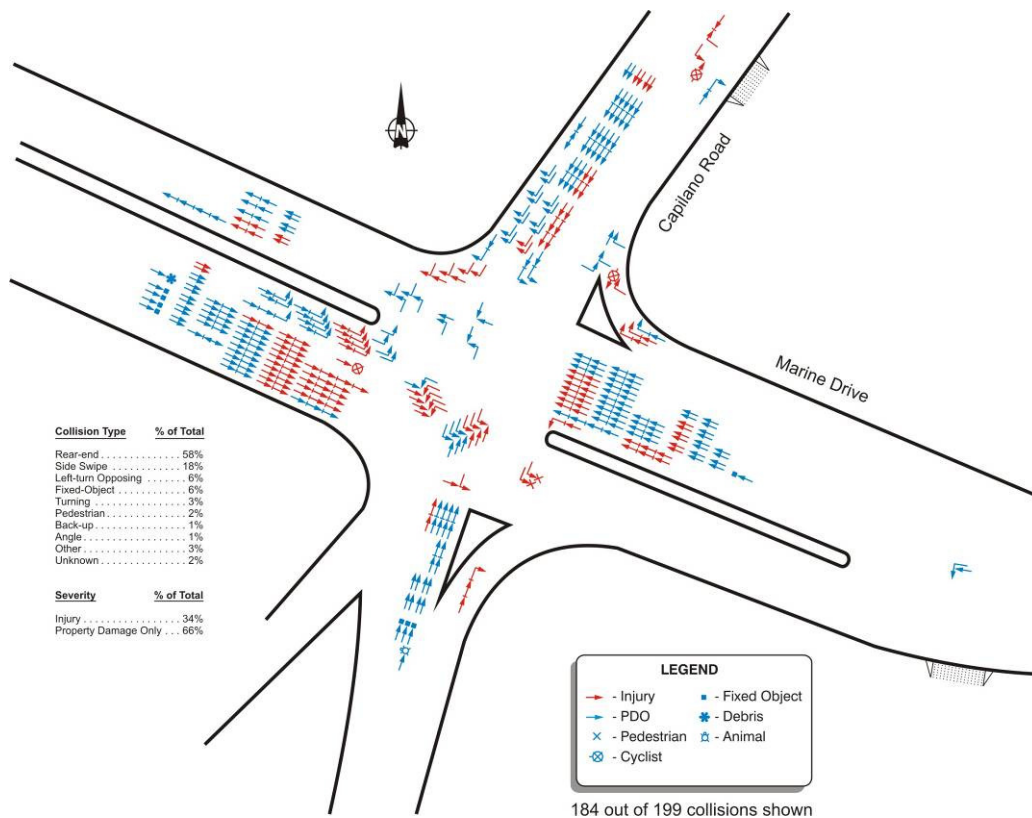 N
Capilano Road
Marine Drive
Collision Type % of Total
Rear-end . . . . . . . . . . . . . . 58%
Side Swipe . . . . . . . . . . . . 18%
Left-turn Opposing . . . . . . . 6%
Fixed-Object . . . . . . . . . . . 6%
Turning . . . . . . . . . . . . . . . . 3%
Pedestrian . . . . . . . . . . . . . 2%
Back-up . . . . . . . . . . . . . . . 1%
Angle . . . . . . . . . . . . . . . . . 1%
Other . . . . . . . . . . . . . . . . . 3%
Unknown . . . . . . . . . . . . . . 2%
Severity % of Total
Injury . . . . . . . . . . . . . . . . 34%
Property Damage Only . . . 66%
LEGEND
- Injury
- PDO
- Pedestrian
- Cyclist
- Fixed Object
- Debris
- Animal
184 out of 199 collisions shown